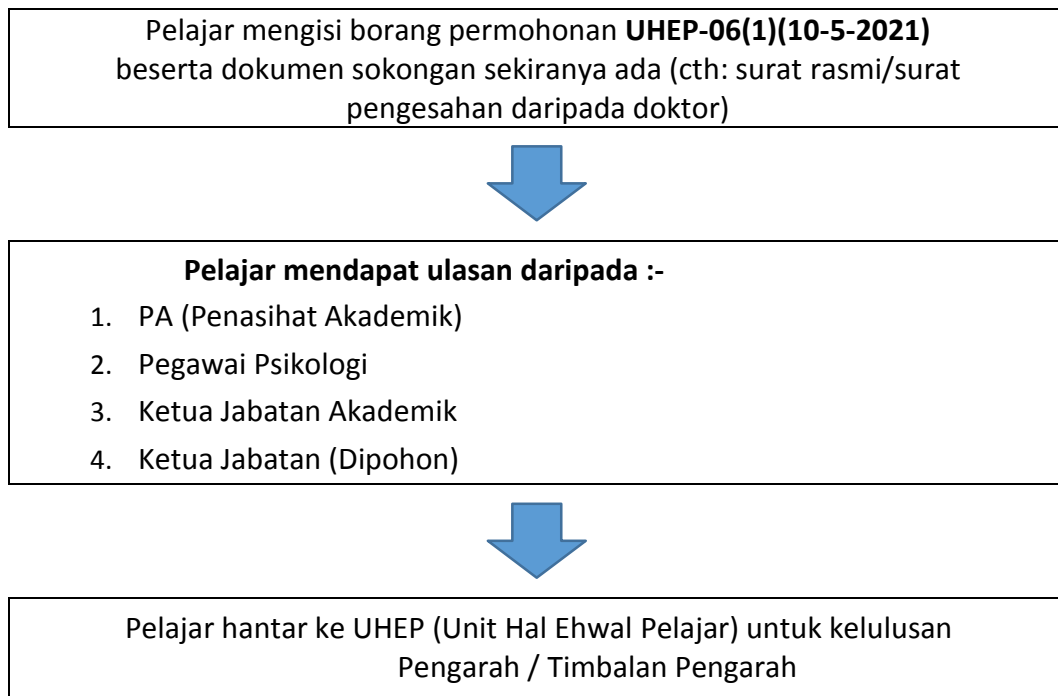 Pelajar mengisi borang permohonan UHEP-06(1)(10-5-2021)
beserta dokumen sokongan sekiranya ada (cth: surat rasmi/surat
pengesahan daripada doktor)
Pelajar mendapat ulasan daripada :-
1. PA (Penasihat Akademik)
2. Pegawai Psikologi
3. Ketua Jabatan Akademik
4. Ketua Jabatan (Dipohon)
Pelajar hantar ke UHEP (Unit Hal Ehwal Pelajar) untuk kelulusan
Pengarah / Timbalan Pengarah